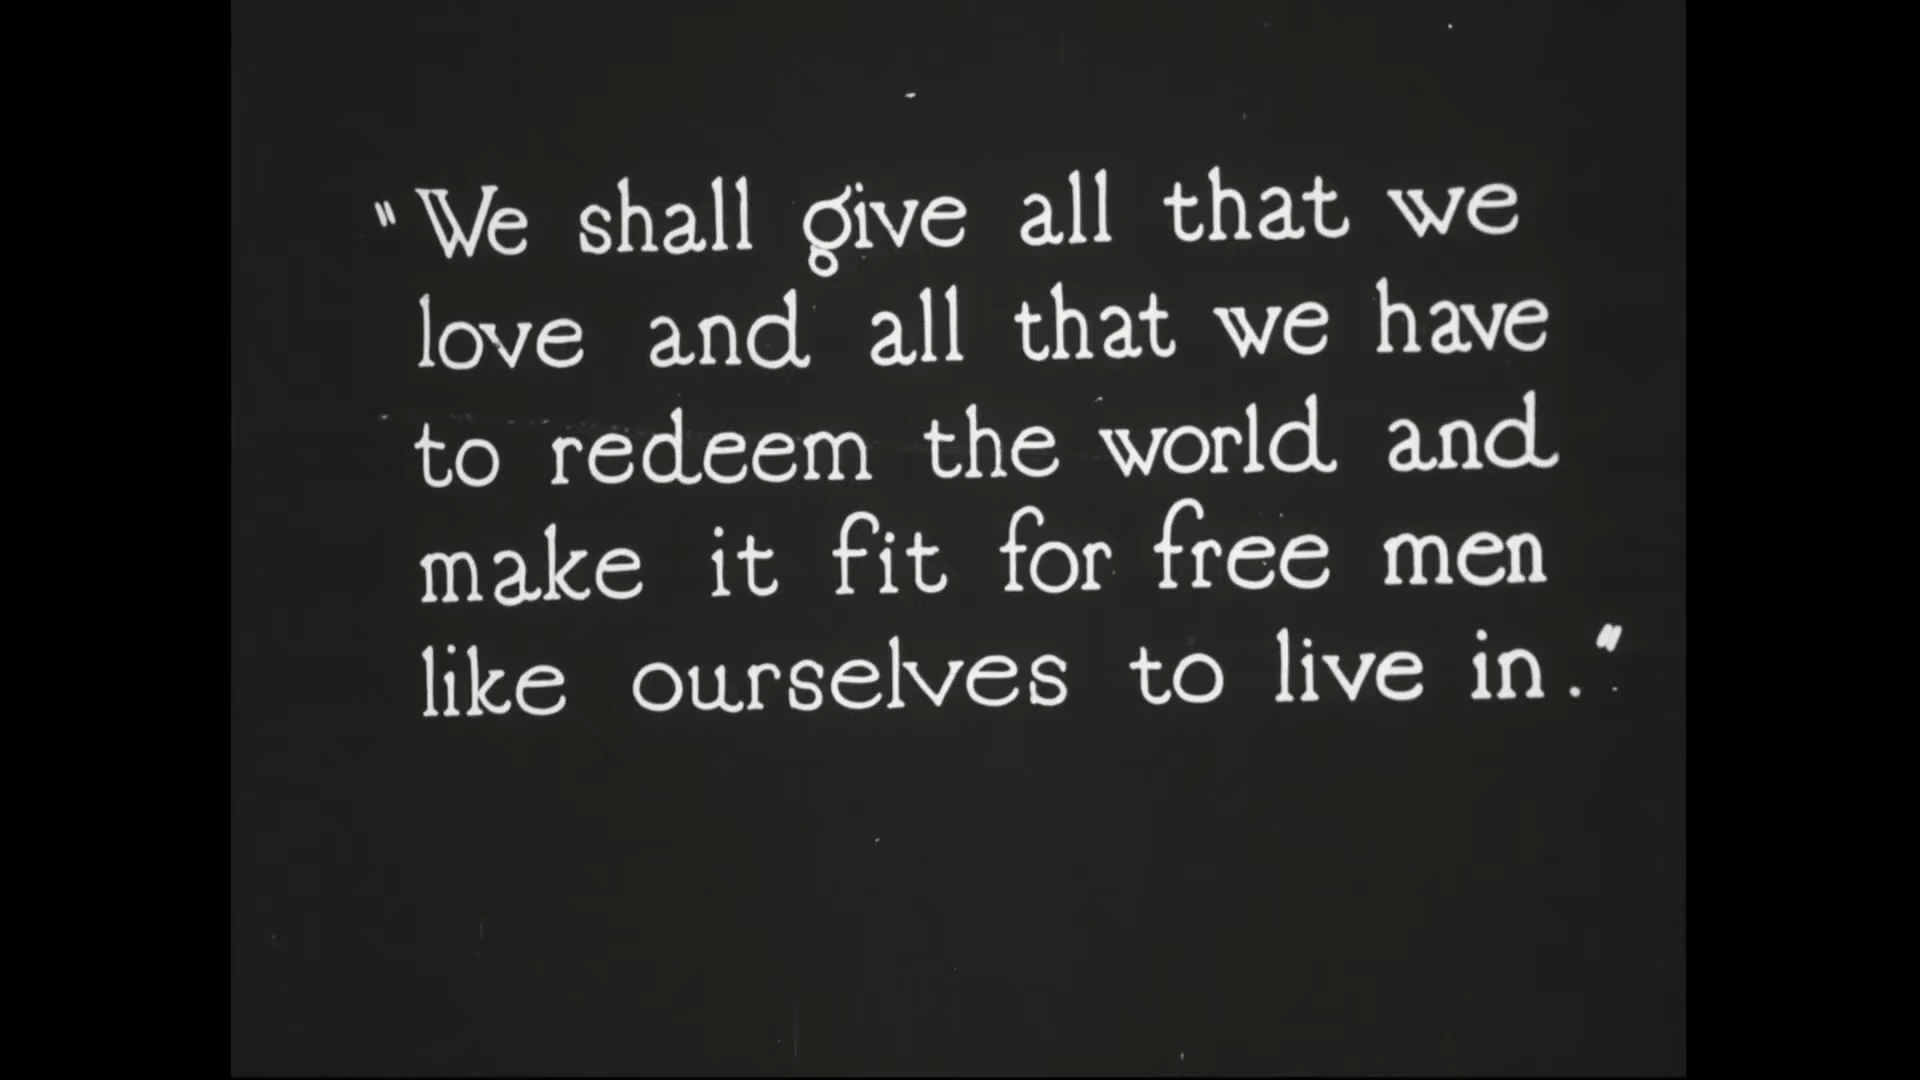 "We shall give all that we
love and all that we have
to redeem the world and
make it fit for free men
like ourselves to live in."